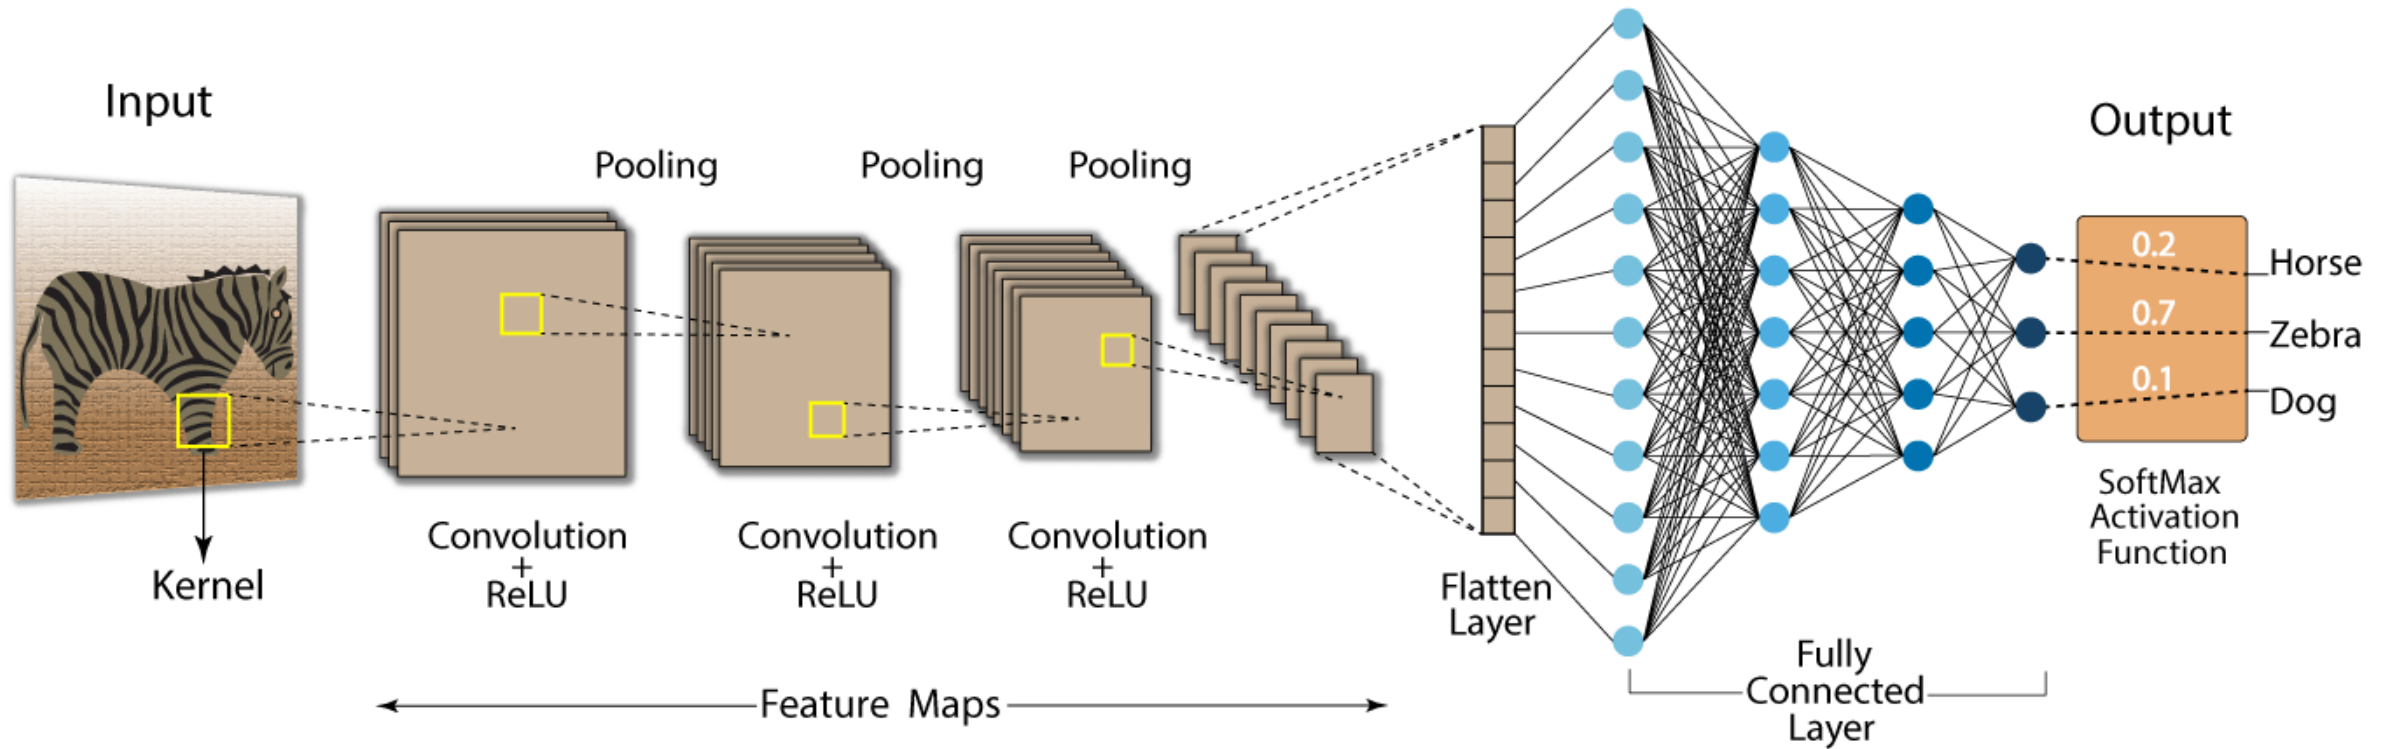 Input
Output
Pooling
Pooling
Pooling
0.2
Horse
0.7
Zebra
0.1
Dog
SoftMax
Activation
Function
Convolution
+
ReLU
Convolution
+
ReLU
Convolution
+
ReLU
Kernel
Flatten
Layer
Fully
Connected
Layer
Feature Maps